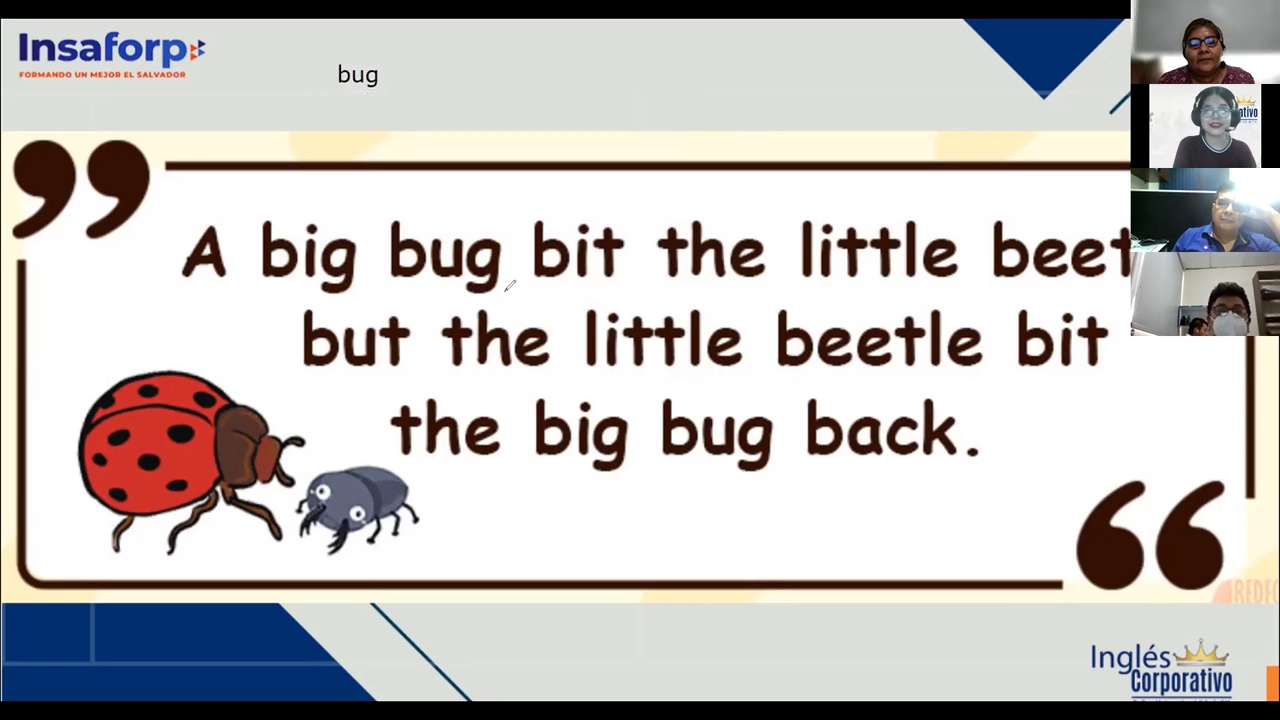 Insaforp
FORMANDO UN MEJOR EL SALVADOR
bug
A big bug bit the little beet
but the little beetle bit
the big bug back.
Inglés
Corporativo